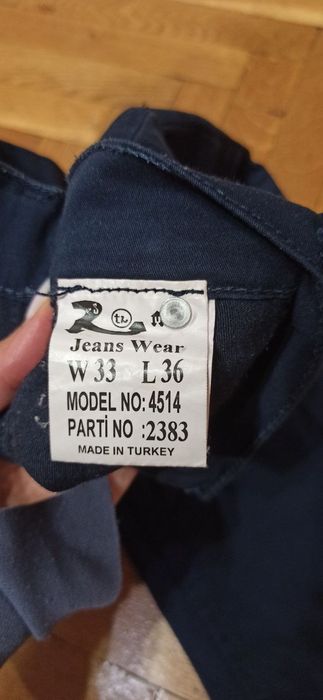 Jeans Wear
W 33 L 36
MODEL NO: 4514
PARTİ NO :2383
MADE IN TURKEY